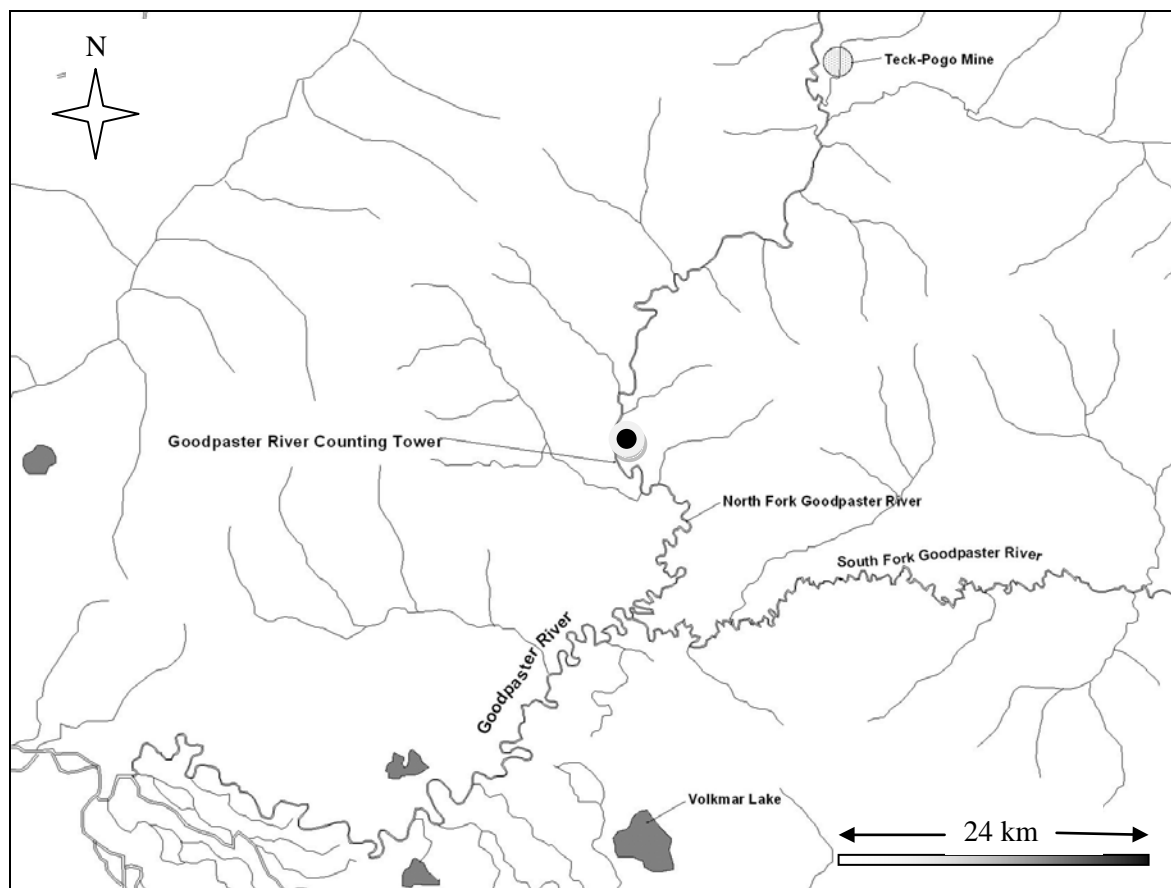 N
Teck-Pogo Mine
Goodpaster River Counting Tower
North Fork Goodpaster River
South Fork Goodpaster River
Goodpaster River
Volkmar Lake
24 km